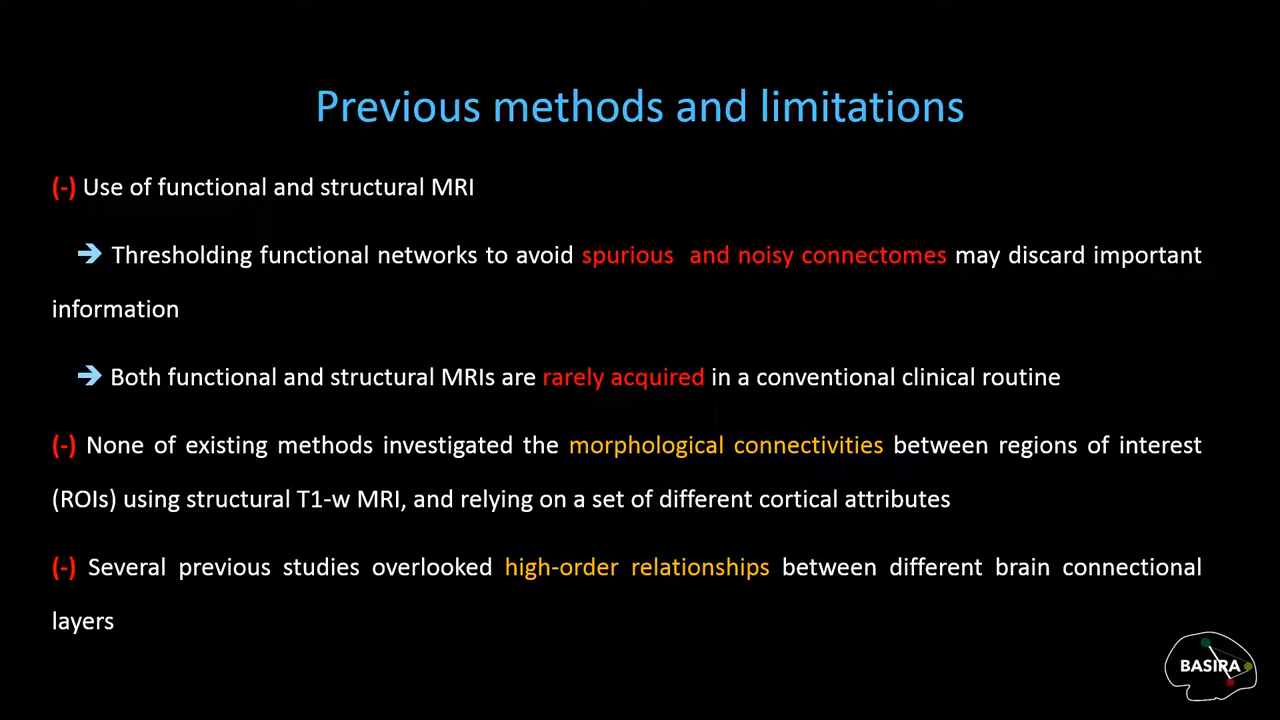 Previous methods and limitations
(-) Use of functional and structural MRI
➔ Thresholding functional networks to avoid spurious and noisy connectomes may discard important
information
➔ Both functional and structural MRIs are rarely acquired in a conventional clinical routine
(-) None of existing methods investigated the morphological connectivities between regions of interest
(ROIs) using structural T1-w MRI, and relying on a set of different cortical attributes
(-) Several previous studies overlooked high-order relationships between different brain connectional
layers
BASIRA